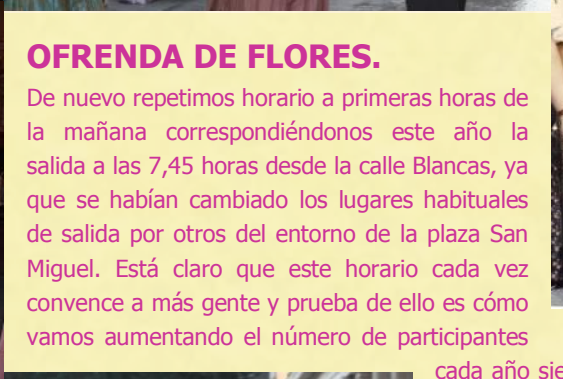 OFRENDA DE FLORES.
De nuevo repetimos horario a primeras horas de
la mañana correspondiéndonos este año la
salida a las 7,45 horas desde la calle Blancas, ya
que se habían cambiado los lugares habituales
de salida por otros del entorno de la plaza San
Miguel. Está claro que este horario cada vez
convence a más gente y prueba de ello es cómo
vamos aumentando el número de participantes
cada año